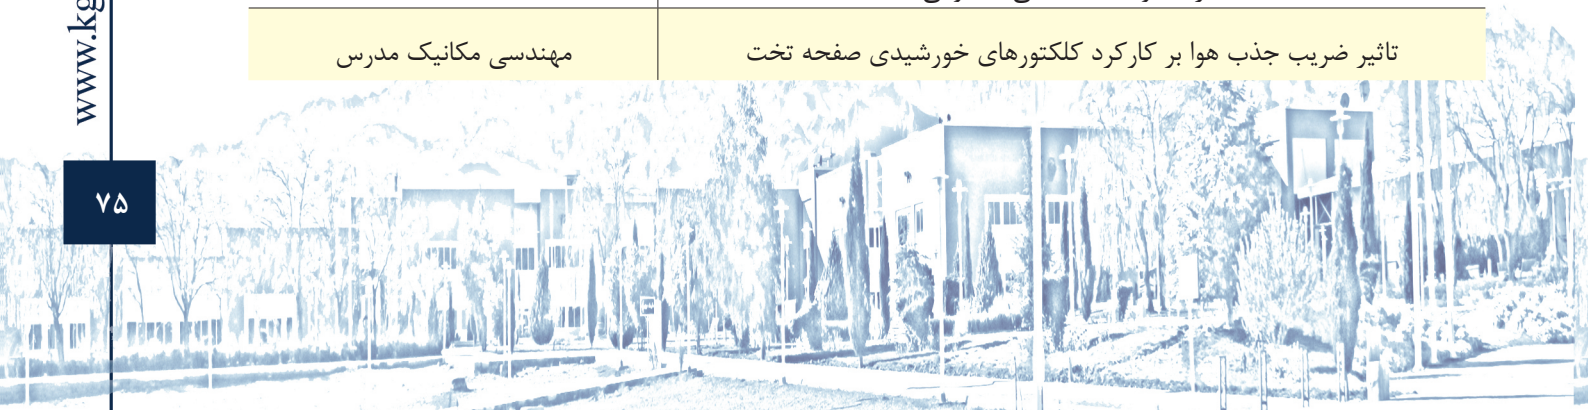 تاثیر ضریب جذب هوا بر کارکرد کلکتورهای خورشیدی صفحه تخت
مهندسی مکانیک مدرس
www.kg
۷۵